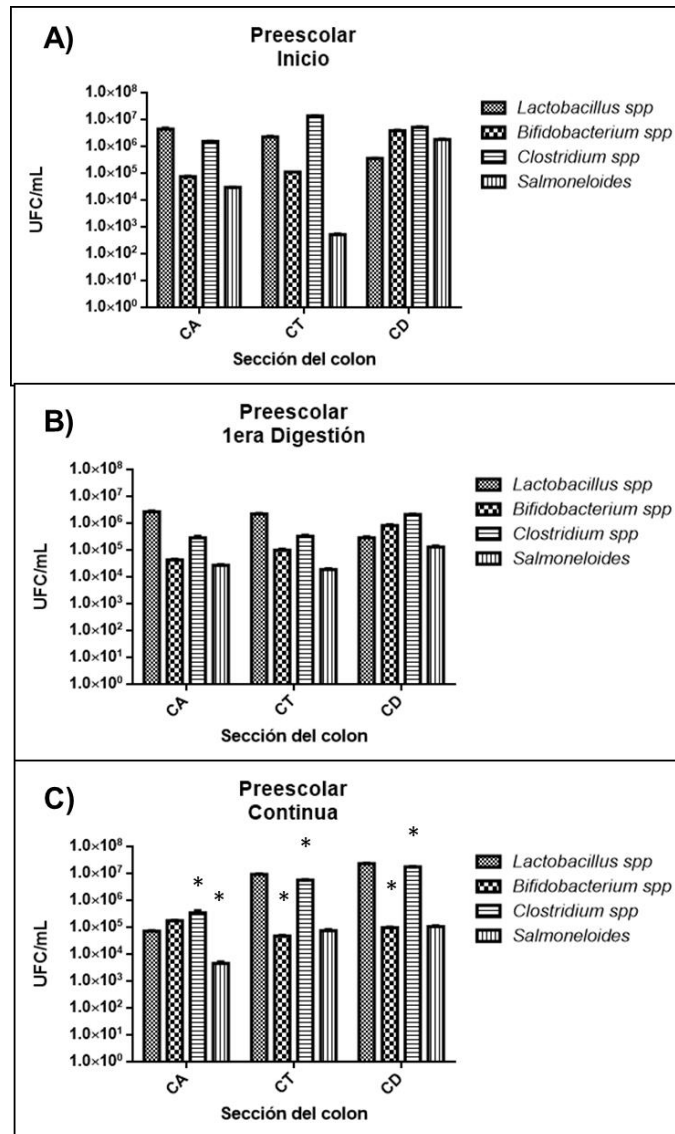 A)
Preescolar
Inicio
1.0×10⁸
1.0×10⁷
1.0×10⁶
1.0×10⁵
1.0×10⁴
1.0×10³
1.0×10²
1.0×10¹
1.0×10⁰
UFC/mL
CA
CT
CD
Sección del colon
Lactobacillus spp
Bifidobacterium spp
Clostridium spp
Salmoneloides
B)
Preescolar
1era Digestión
1.0×10⁸
1.0×10⁷
1.0×10⁶
1.0×10⁵
1.0×10⁴
1.0×10³
1.0×10²
1.0×10¹
1.0×10⁰
UFC/mL
CA
CT
CD
Sección del colon
Lactobacillus spp
Bifidobacterium spp
Clostridium spp
Salmoneloides
C)
Preescolar
Continua
1.0×10⁸
1.0×10⁷
1.0×10⁶
1.0×10⁵
1.0×10⁴
1.0×10³
1.0×10²
1.0×10¹
1.0×10⁰
UFC/mL
* * * * * *
CA
CT
CD
Sección del colon
Lactobacillus spp
Bifidobacterium spp
Clostridium spp
Salmoneloides